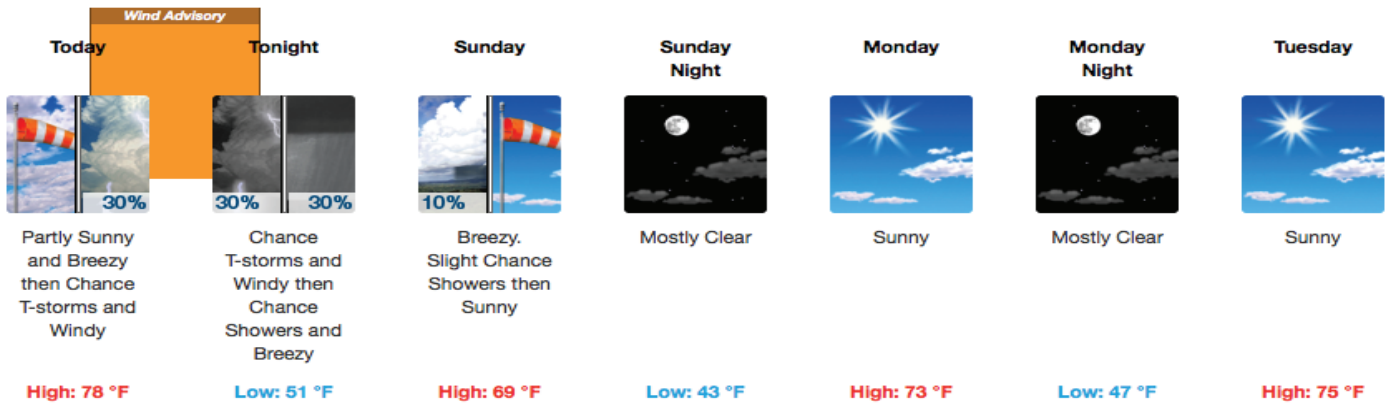 Wind Advisory
Today
Tonight
Sunday
Sunday
Night
Monday
Monday
Night
Tuesday
30%
30%
30%
10%
Partly Sunny
and Breezy
then Chance
T-storms and
Windy
Chance
T-storms and
Windy then
Chance
Showers and
Breezy
Breezy.
Slight Chance
Showers then
Sunny
Mostly Clear
Sunny
Mostly Clear
Sunny
High: 78 °F
Low: 51 °F
High: 69 °F
Low: 43 °F
High: 73 °F
Low: 47 °F
High: 75 °F